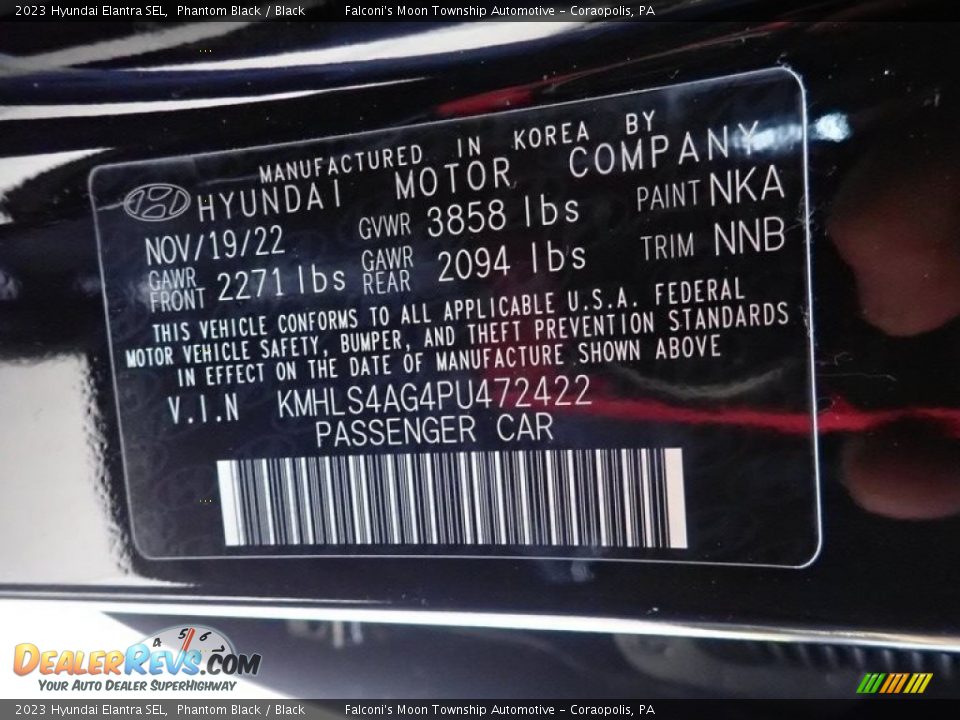 2023 Hyundai Elantra SEL, Phantom Black / Black Falconi's Moon Township Automotive - Coraopolis, PA
MANUFACTURED IN KOREA BY
HYUNDAI MOTOR COMPANY
NOV/19/22 GVWR 3858 lbs PAINT NKA
GAWR FRONT 2271 lbs GAWR REAR 2094 lbs TRIM NNB
THIS VEHICLE CONFORMS TO ALL APPLICABLE U.S.A. FEDERAL
MOTOR VEHICLE SAFETY, BUMPER, AND THEFT PREVENTION STANDARDS
IN EFFECT ON THE DATE OF MANUFACTURE SHOWN ABOVE
V.I.N KMHLS4AG4PU472422
PASSENGER CAR
4 5 6
DEALERREVS.COM
YOUR AUTO DEALER SUPERHIGHWAY
2023 Hyundai Elantra SEL, Phantom Black / Black Falconi's Moon Township Automotive - Coraopolis, PA